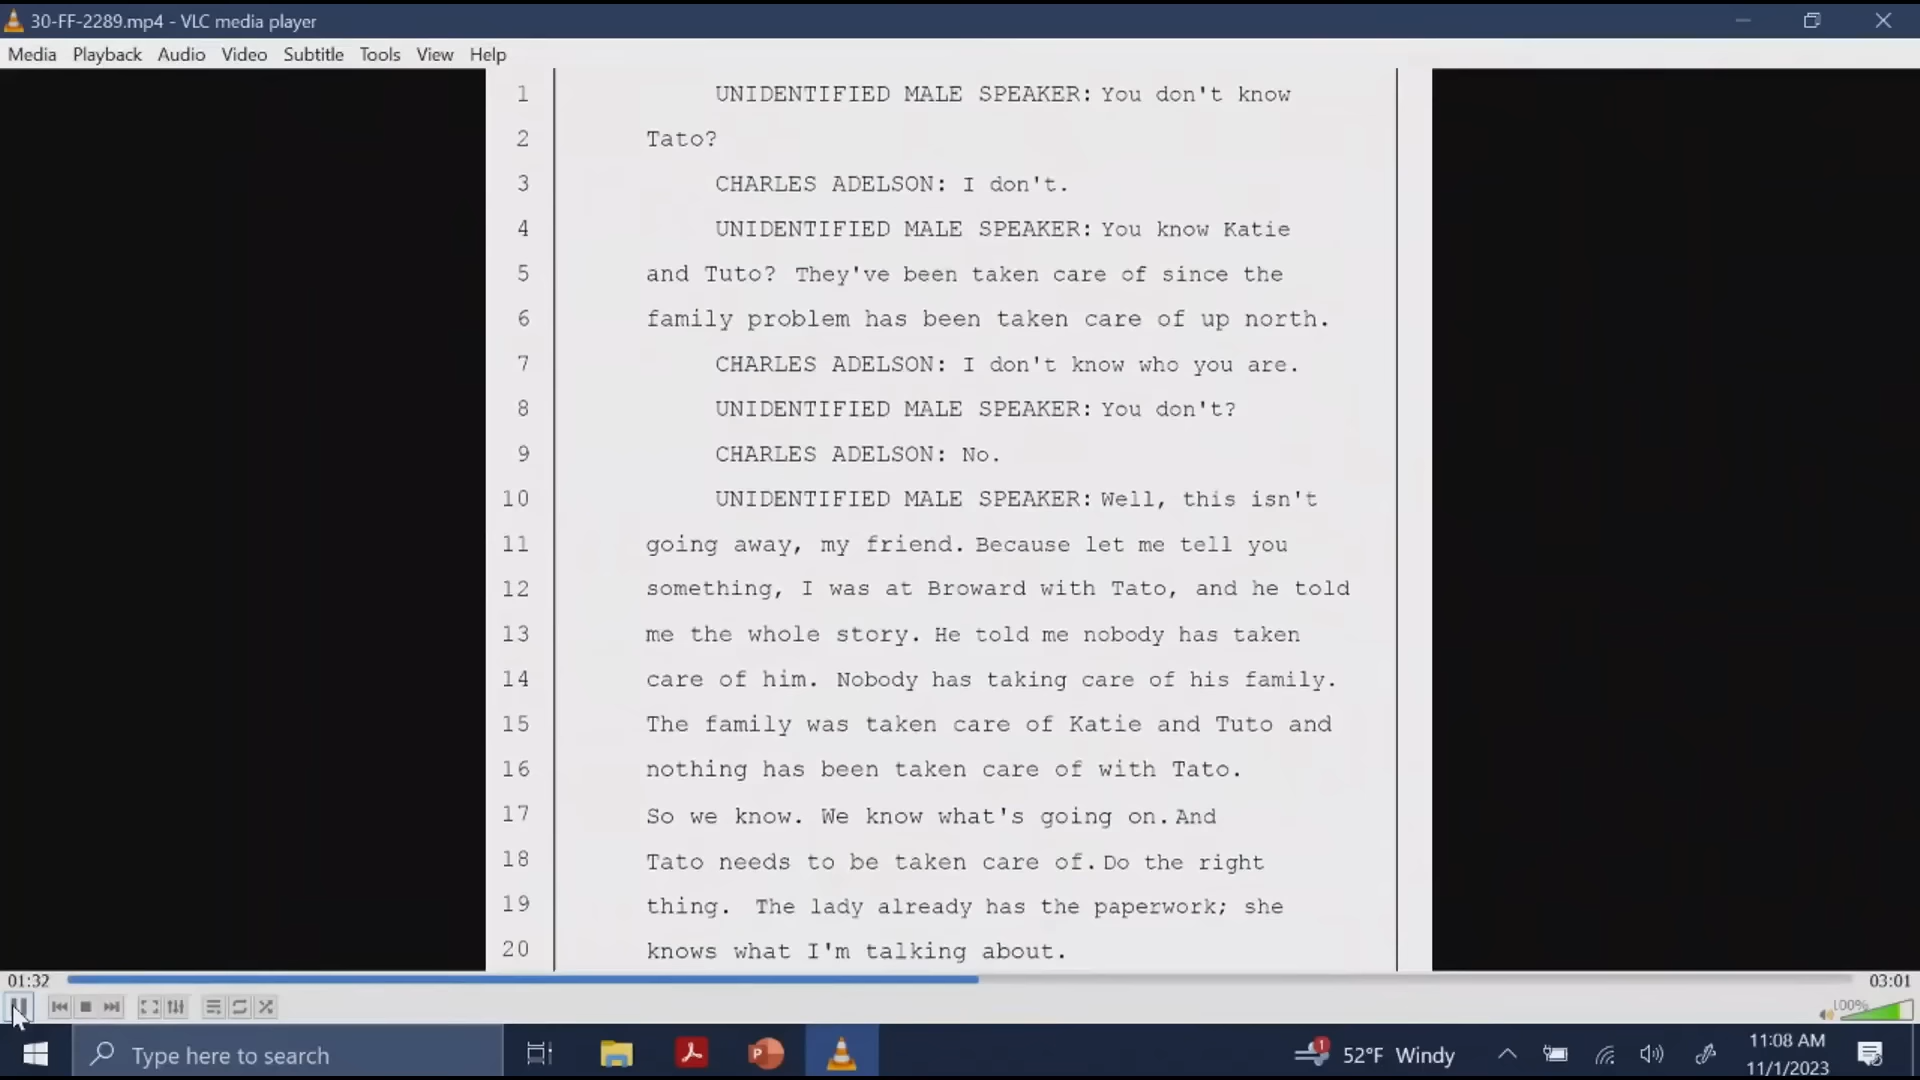 30-FF-2289.mp4 - VLC media player
Media Playback Audio Video Subtitle Tools View Help
1 UNIDENTIFIED MALE SPEAKER: You don't know
2 Tato?
3 CHARLES ADELSON: I don't.
4 UNIDENTIFIED MALE SPEAKER: You know Katie
5 and Tuto? They've been taken care of since the
6 family problem has been taken care of up north.
7 CHARLES ADELSON: I don't know who you are.
8 UNIDENTIFIED MALE SPEAKER: You don't?
9 CHARLES ADELSON: No.
10 UNIDENTIFIED MALE SPEAKER: Well, this isn't
11 going away, my friend. Because let me tell you
12 something, I was at Broward with Tato, and he told
13 me the whole story. He told me nobody has taken
14 care of him. Nobody has taking care of his family.
15 The family was taken care of Katie and Tuto and
16 nothing has been taken care of with Tato.
17 So we know. We know what's going on. And
18 Tato needs to be taken care of. Do the right
19 thing. The lady already has the paperwork; she
20 knows what I'm talking about.
01:32 03:01
100%
Type here to search
1 52°F Windy
11:08 AM
11/1/2023